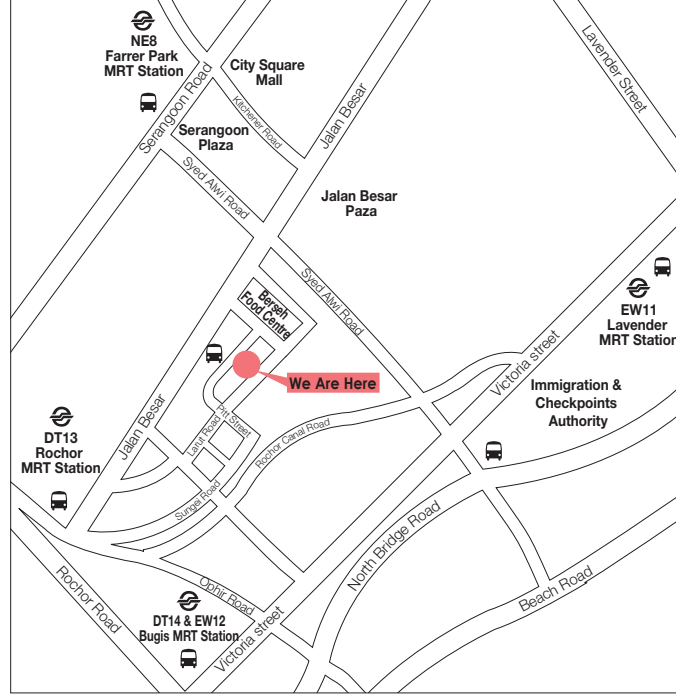 NE8
Farrer Park
MRT Station
City Square
Mall
Lavender Street
Serangoon Road
Kitchener Road
Jalan Besar
Serangoon
Plaza
Syed Alwi Road
Jalan Besar
Paza
Syed Alwi Road
Berseh
Food Centre
EW11
Lavender
MRT Station
We Are Here
Victoria street
Immigration &
Checkpoints
Authority
DT13
Rochor
MRT Station
Jalan Besar
Larut Road
Pitt Street
Rochor Canal Road
Sungei Road
North Bridge Road
Rochor Road
Ophir Road
Beach Road
DT14 & EW12
Bugis MRT Station
Victoria street